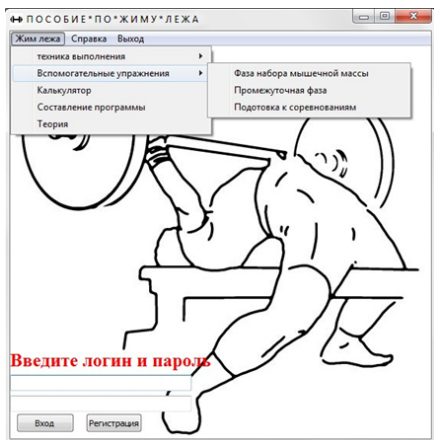 ПОСОБИЕ*ПО*ЖИМУ*ЛЕЖА
Жим лежа Справка Выход
техника выполнения
Вспомогательные упражнения
Калькулятор
Составление программы
Теория
Фаза набора мышечной массы
Промежуточная фаза
Подотовка к соревнованиям
Введите логин и пароль
Вход Регистрация